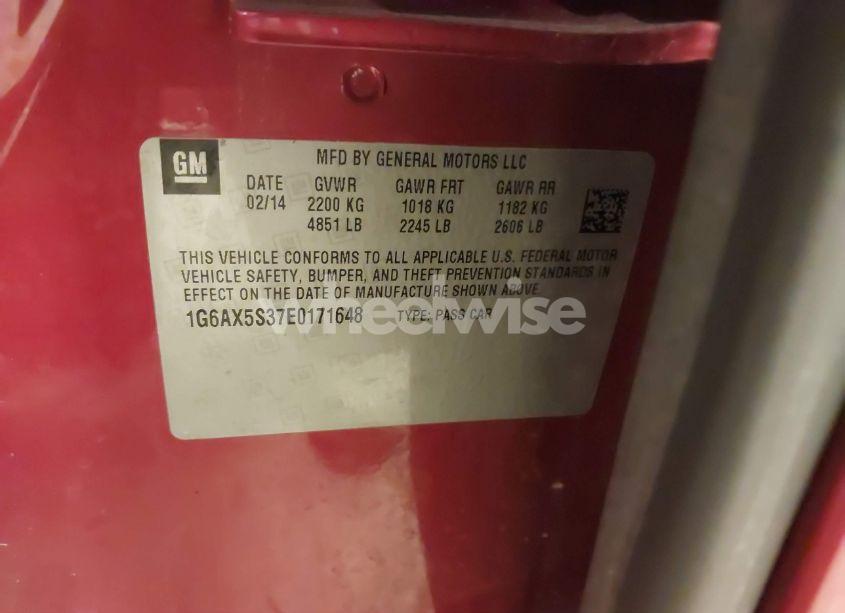 GM
MFD BY GENERAL MOTORS LLC
DATE GVWR GAWR FRT GAWR RR
02/14 2200 KG 1018 KG 1182 KG
4851 LB 2245 LB 2606 LB
THIS VEHICLE CONFORMS TO ALL APPLICABLE U.S. FEDERAL MOTOR
VEHICLE SAFETY, BUMPER, AND THEFT PREVENTION STANDARDS IN
EFFECT ON THE DATE OF MANUFACTURE SHOWN ABOVE.
1G6AX5S37E0171648 TYPE: PASS CAR
wheelwise